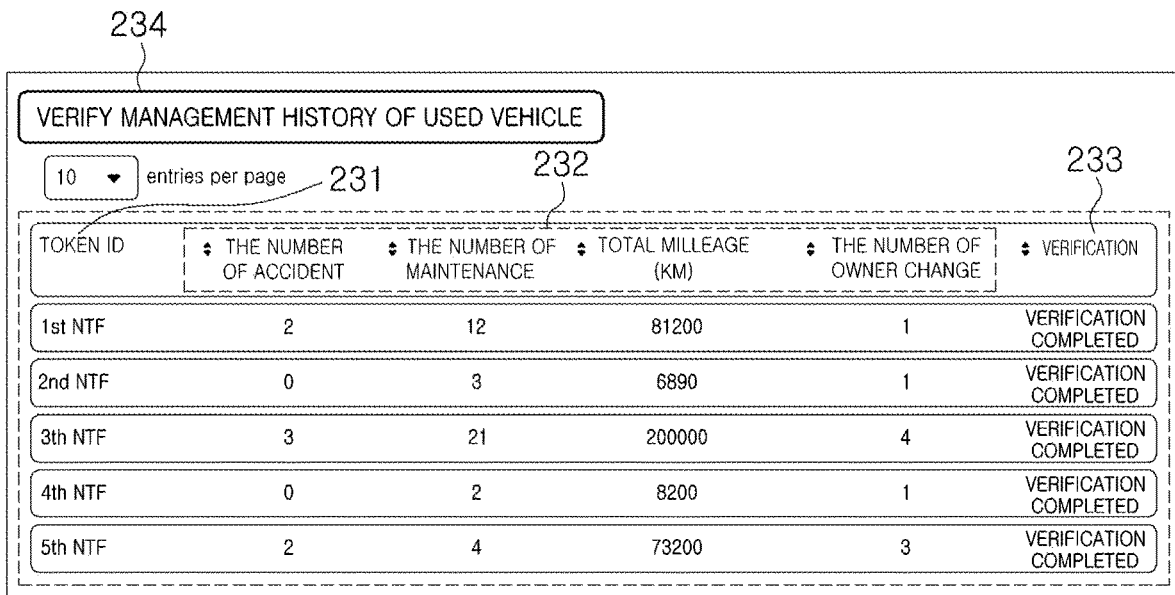 234
VERIFY MANAGEMENT HISTORY OF USED VEHICLE
10 entries per page 231 232 233
TOKEN ID THE NUMBER OF ACCIDENT THE NUMBER OF MAINTENANCE TOTAL MILLEAGE (KM) THE NUMBER OF OWNER CHANGE VERIFICATION
1st NTF 2 12 81200 1 VERIFICATION COMPLETED
2nd NTF 0 3 6890 1 VERIFICATION COMPLETED
3th NTF 3 21 200000 4 VERIFICATION COMPLETED
4th NTF 0 2 8200 1 VERIFICATION COMPLETED
5th NTF 2 4 73200 3 VERIFICATION COMPLETED